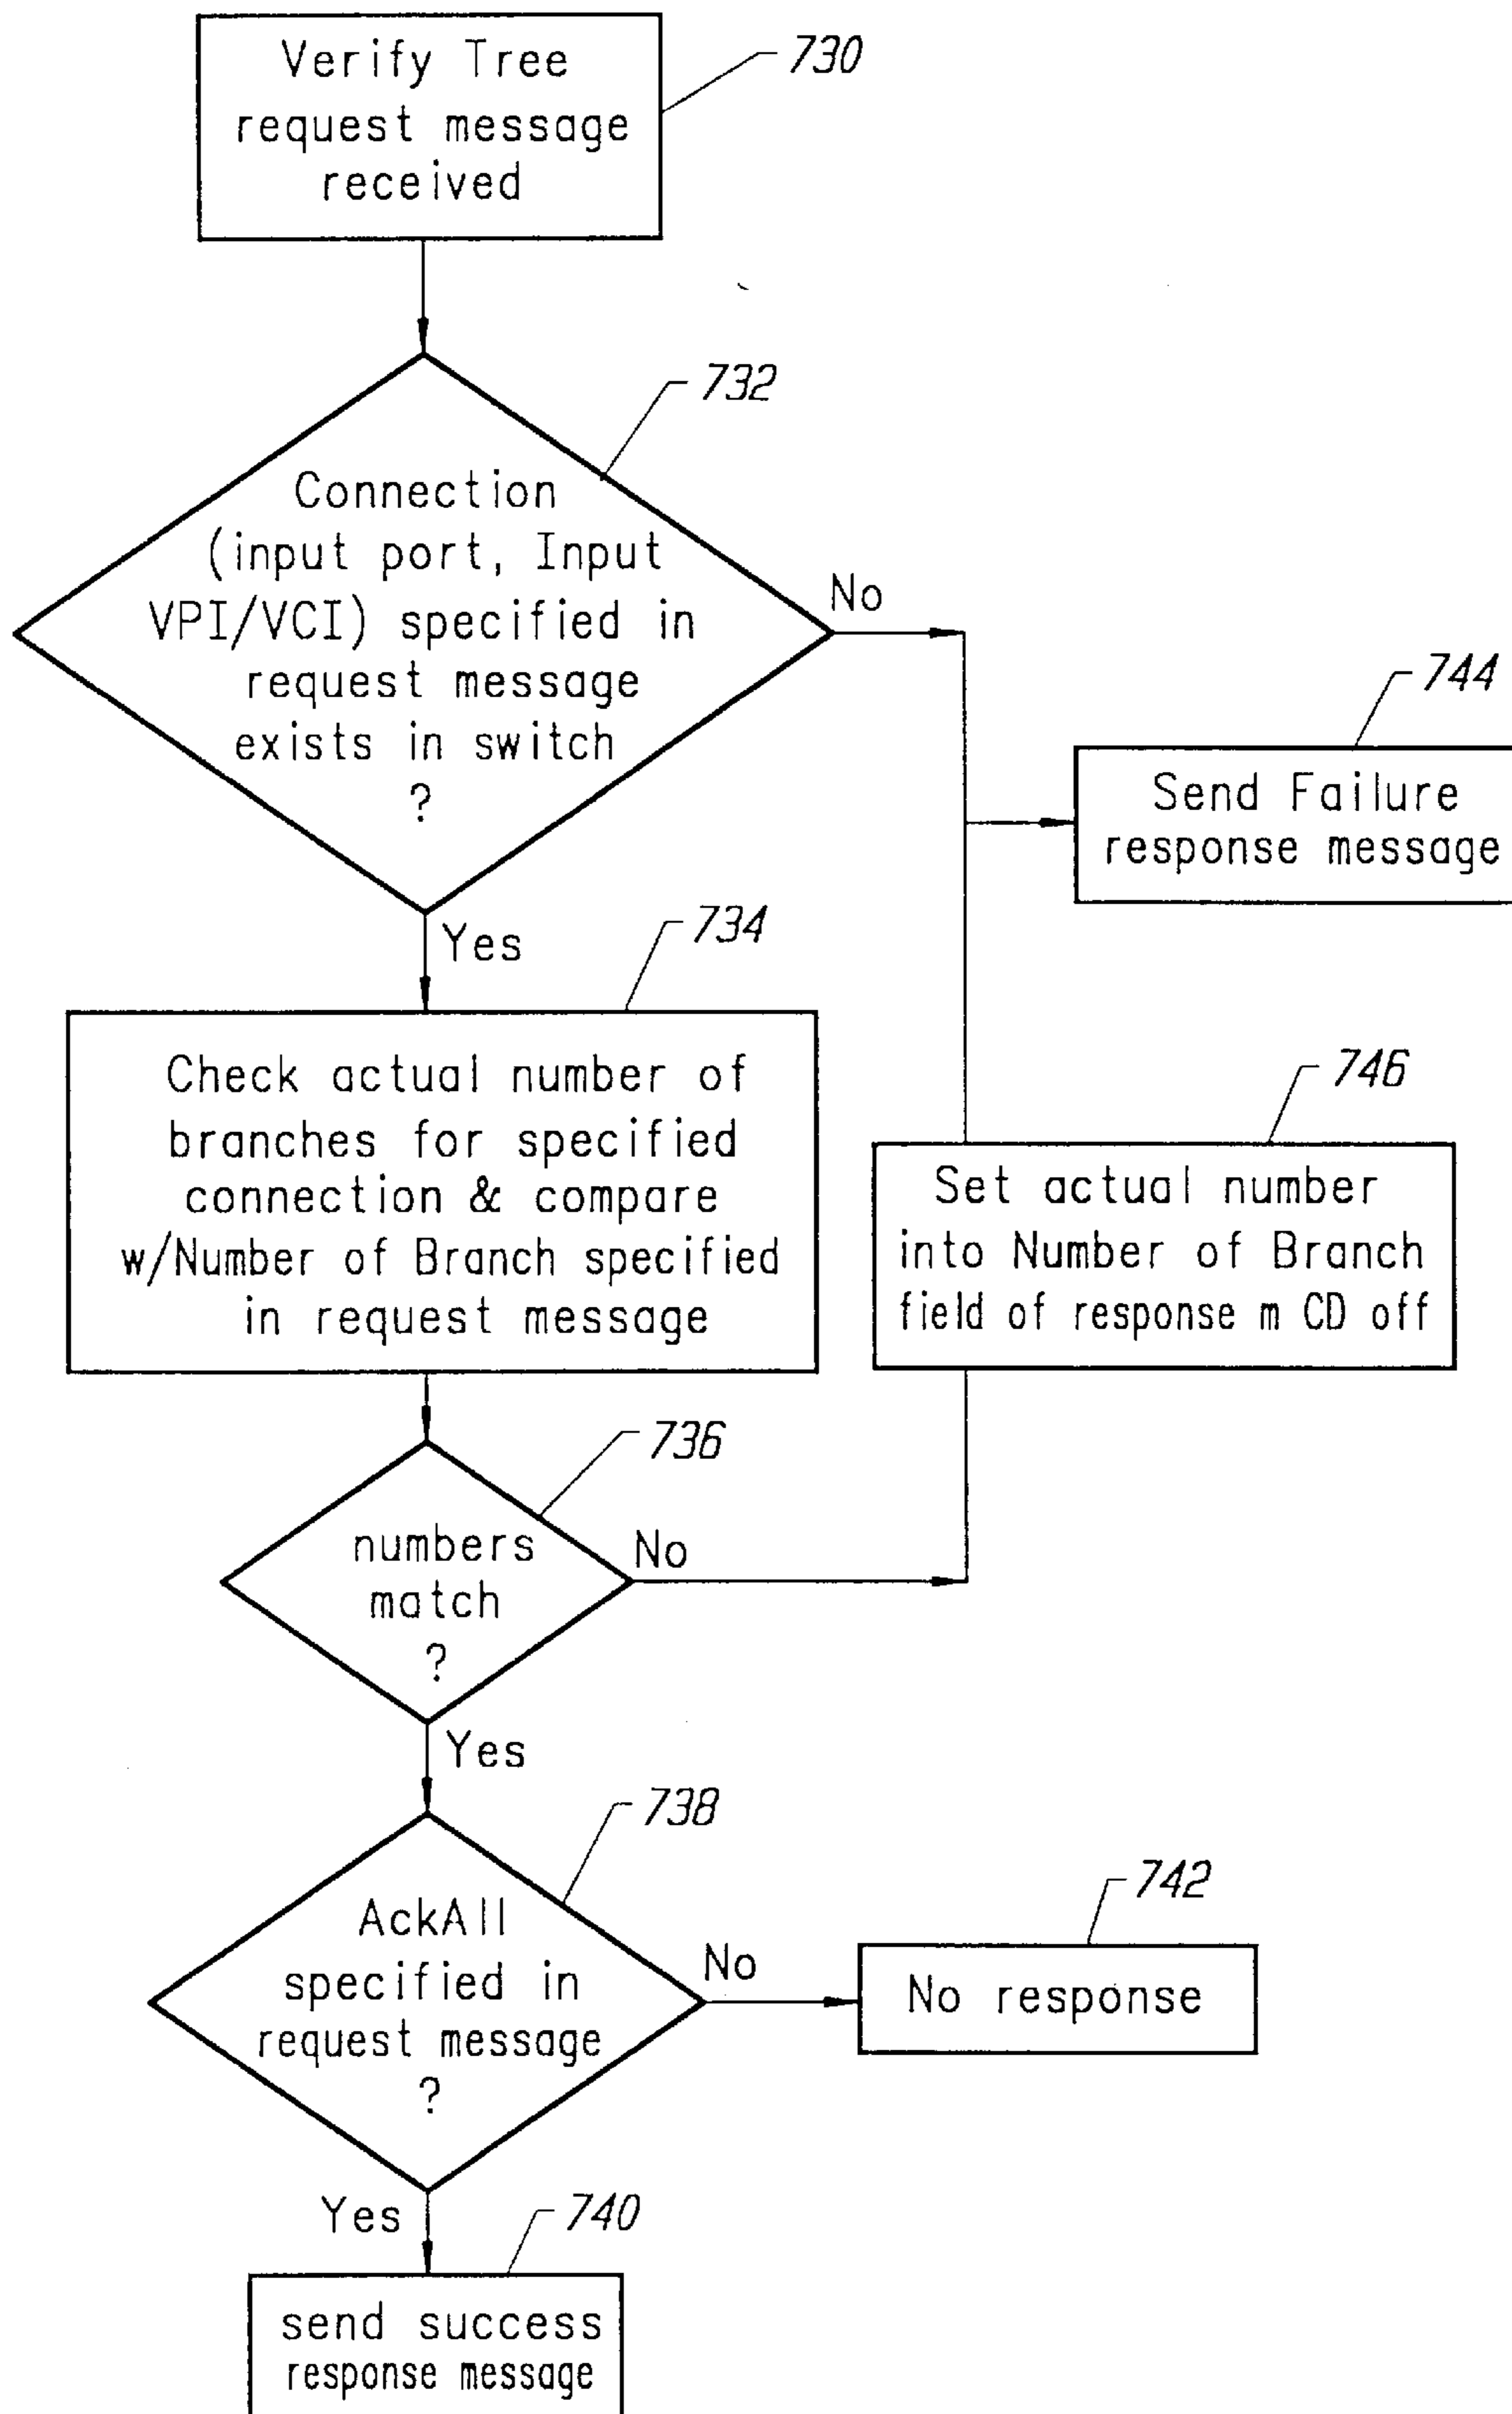 Verify Tree
request message
received
730
732
Connection
(input port, Input
VPI/VCI) specified in
request message
exists in switch
?
No
744
Send Failure
response message
Yes
734
Check actual number of
branches for specified
connection & compare
w/Number of Branch specified
in request message
746
Set actual number
into Number of Branch
field of response m CD off
736
numbers
match
?
No
Yes
738
AckAll
specified in
request message
?
No
742
No response
Yes
740
send success
response message